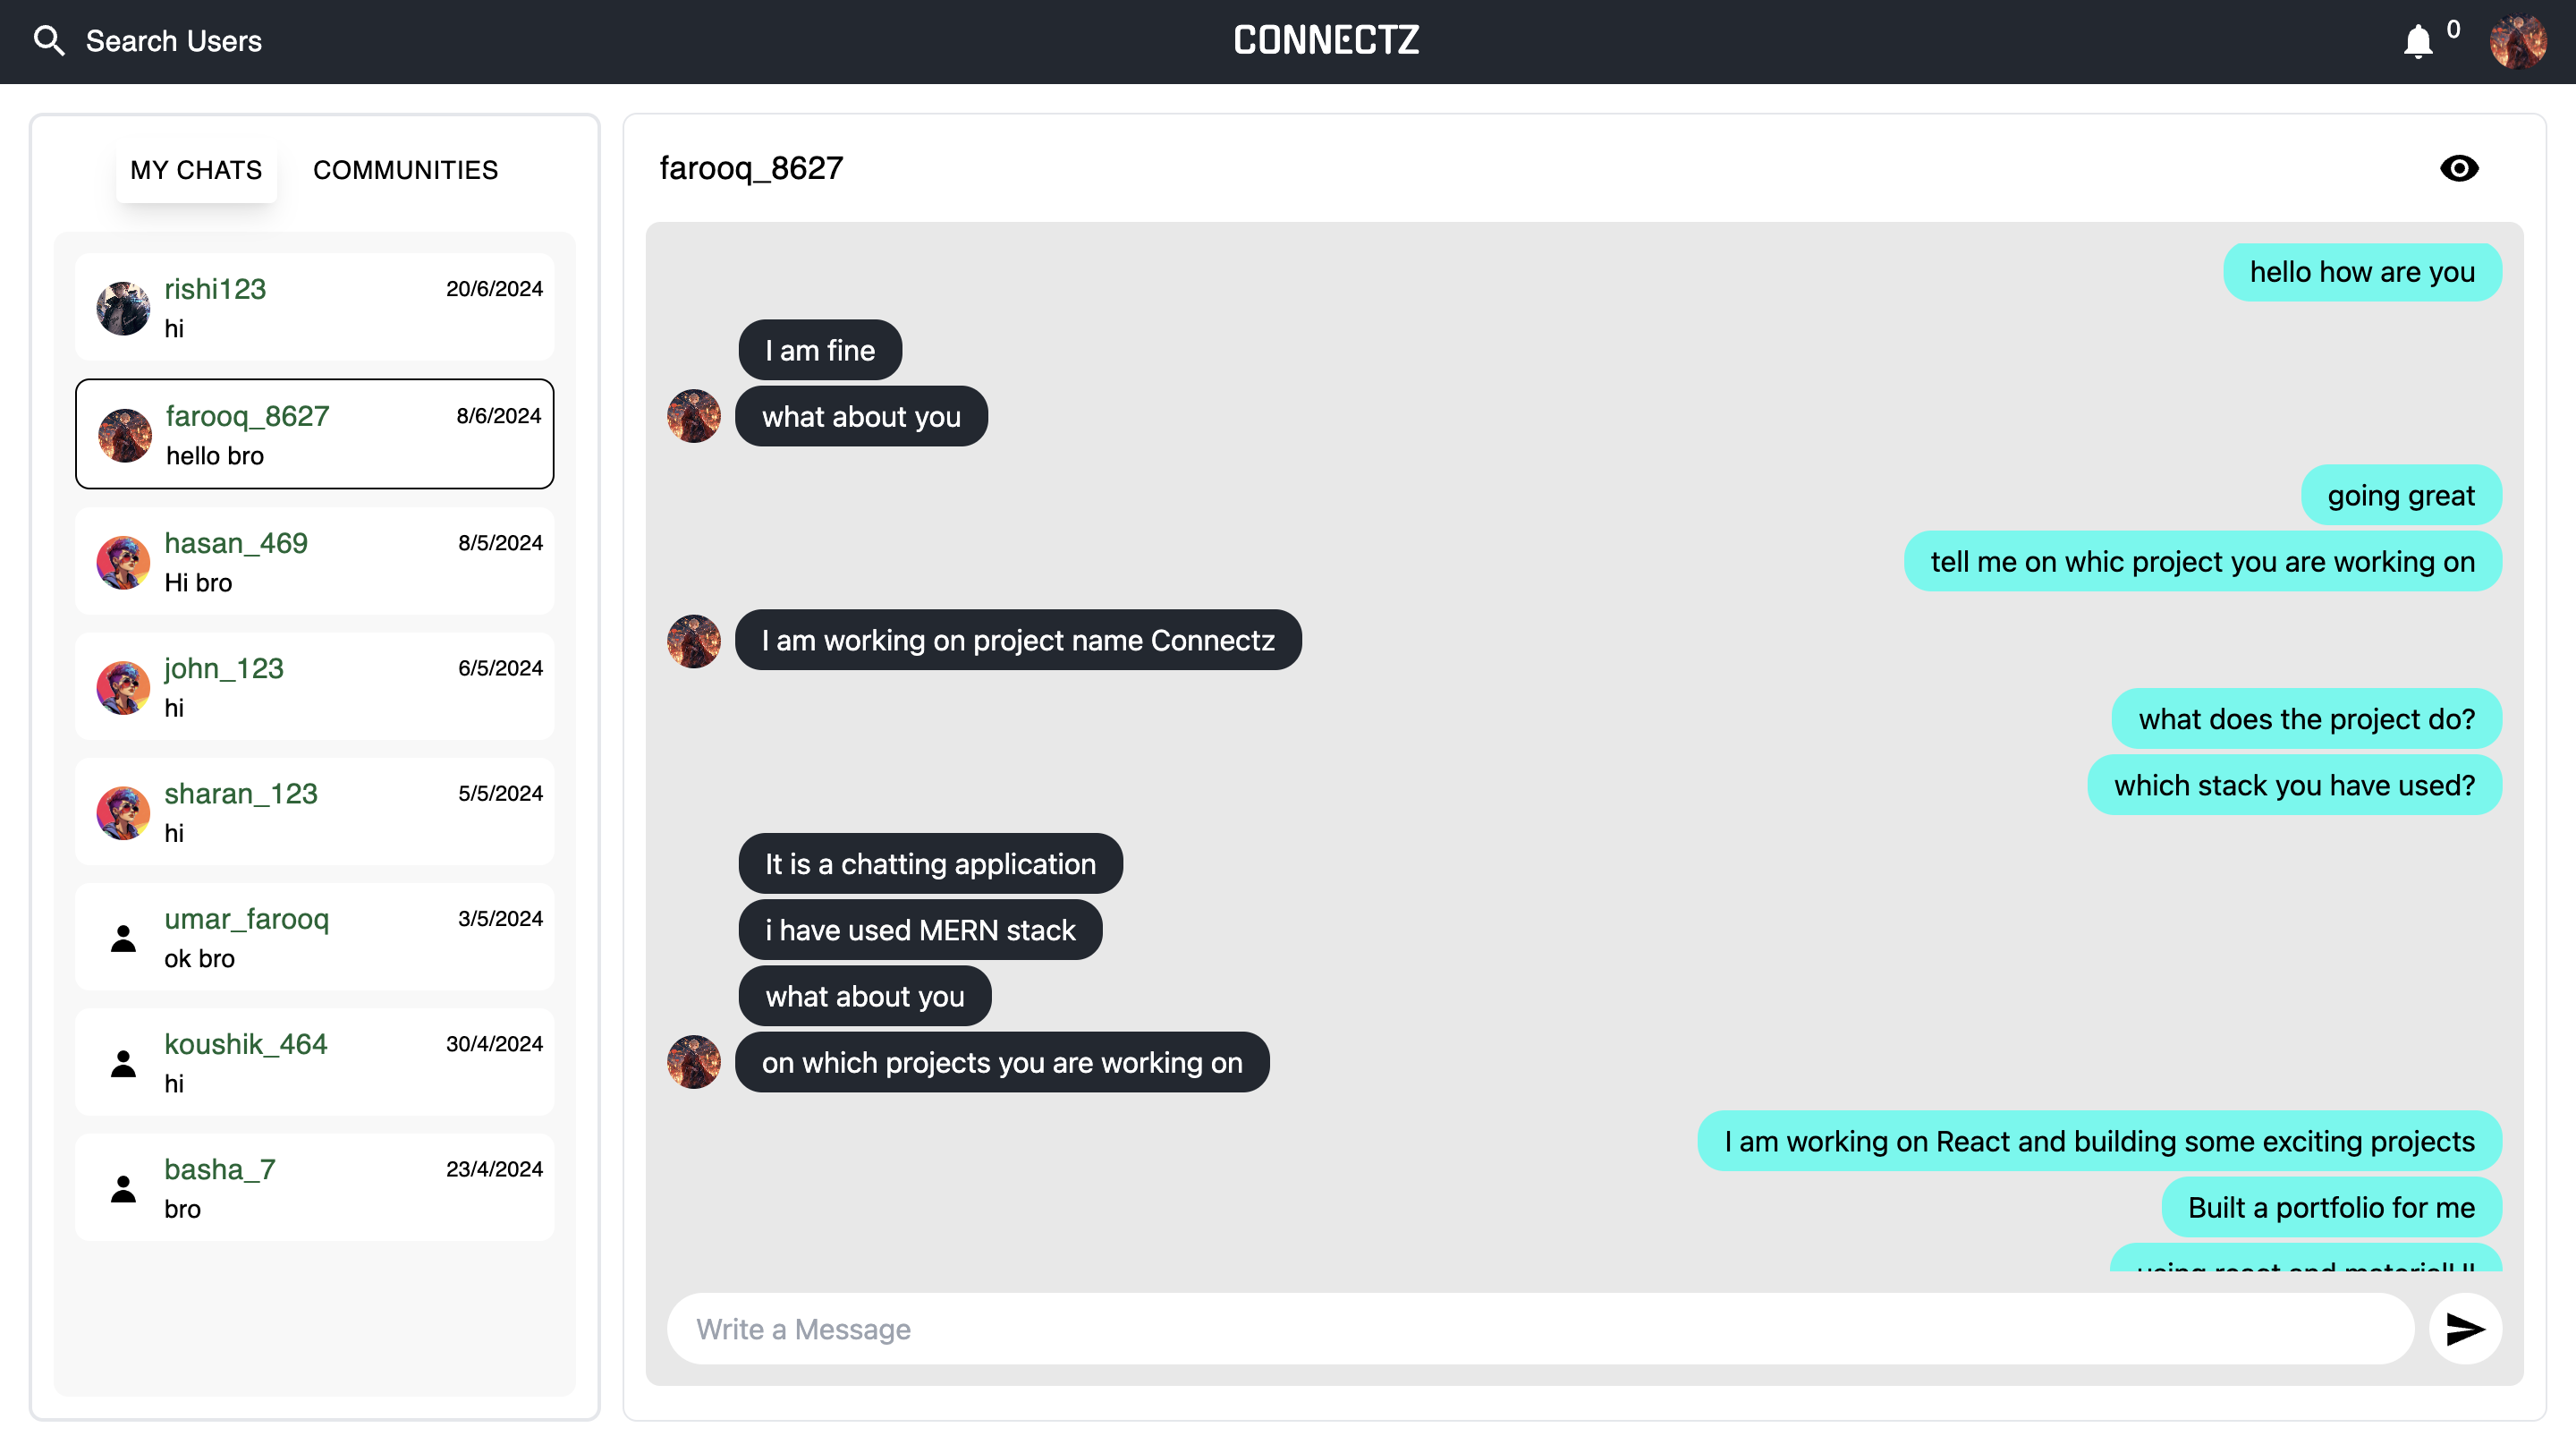 Search Users
CONNECTZ
0
MY CHATS
COMMUNITIES
rishi123
20/6/2024
hi
farooq_8627
8/6/2024
hello bro
hasan_469
8/5/2024
Hi bro
john_123
6/5/2024
hi
sharan_123
5/5/2024
hi
umar_farooq
3/5/2024
ok bro
koushik_464
30/4/2024
hi
basha_7
23/4/2024
bro
farooq_8627
hello how are you
I am fine
what about you
going great
tell me on whic project you are working on
I am working on project name Connectz
what does the project do?
which stack you have used?
It is a chatting application
i have used MERN stack
what about you
on which projects you are working on
I am working on React and building some exciting projects
Built a portfolio for me
using react and materialUI
Write a Message